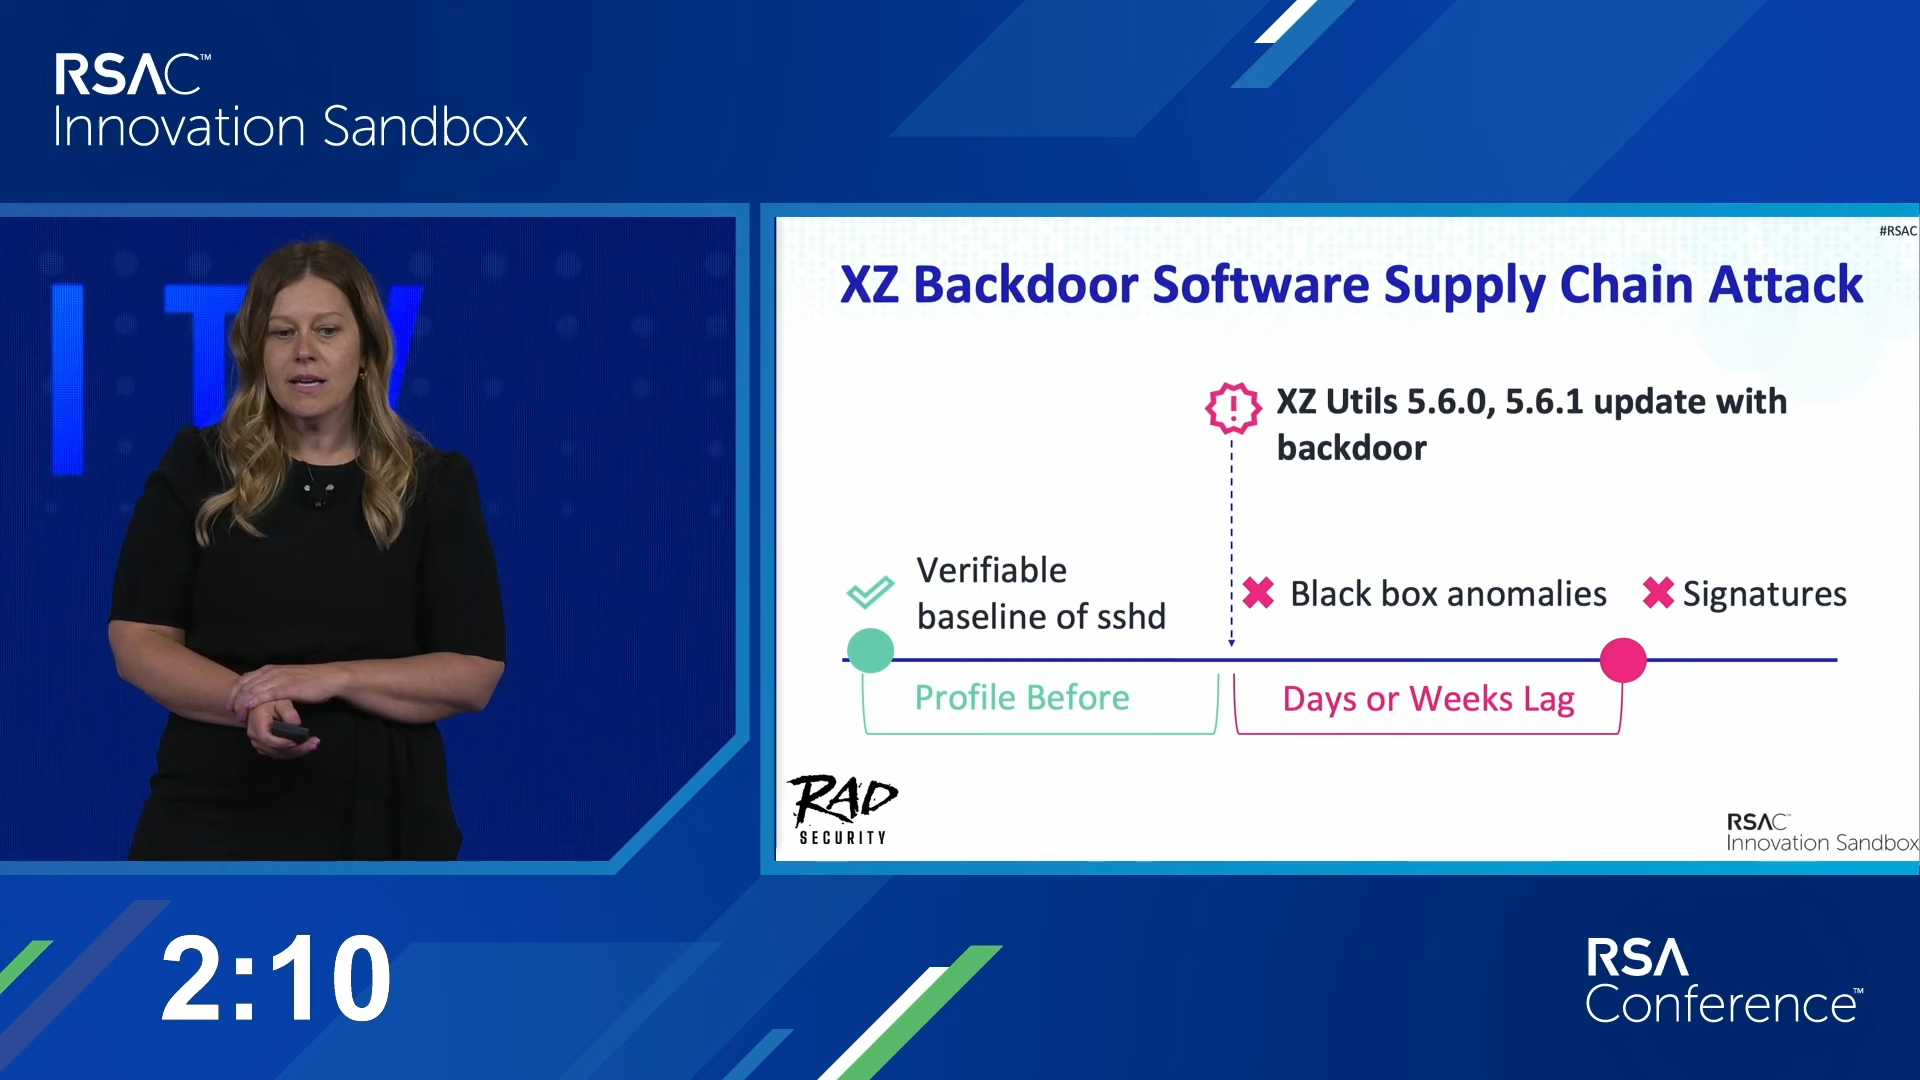 RSAC™
Innovation Sandbox
ITY
#RSAC
XZ Backdoor Software Supply Chain Attack
XZ Utils 5.6.0, 5.6.1 update with
backdoor
Verifiable
baseline of sshd
Black box anomalies
Signatures
Profile Before
Days or Weeks Lag
RAD
SECURITY
RSAC™
Innovation Sandbox
2:10
RSA
Conference™